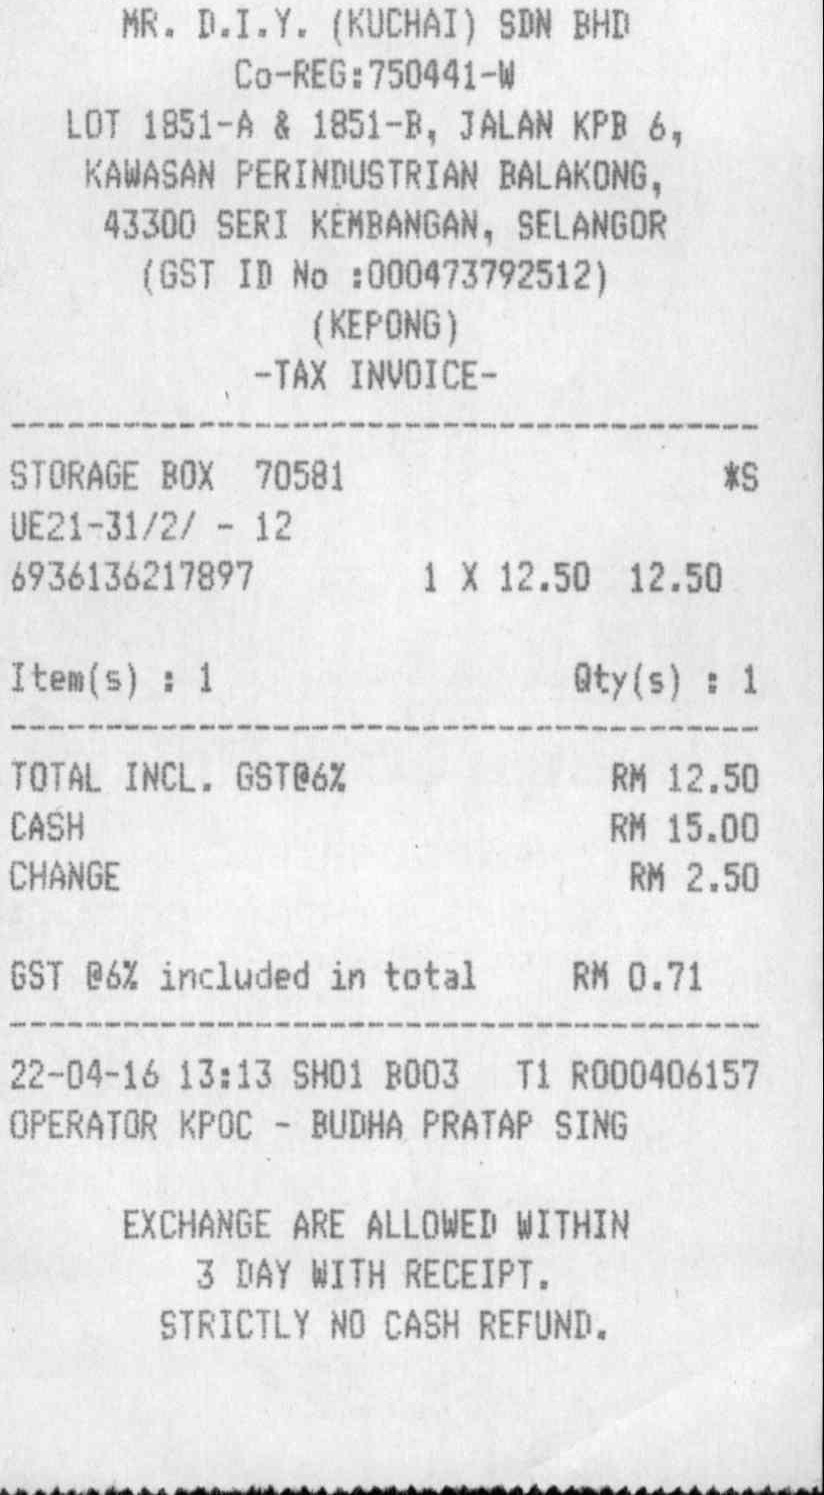 MR. D.I.Y. (KUCHAI) SDN BHD
Co-REG:750441-W
LOT 1851-A & 1851-B, JALAN KPB 6,
KAWASAN PERINDUSTRIAN BALAKONG,
43300 SERI KEMBANGAN, SELANGOR
(GST ID No :000473792512)
(KEPONG)
-TAX INVOICE-
STORAGE BOX 70581 *S
UE21-31/2/ - 12
6936136217897 1 X 12.50 12.50
Item(s) : 1 Qty(s) : 1
TOTAL INCL. GST@6% RM 12.50
CASH RM 15.00
CHANGE RM 2.50
GST @6% included in total RM 0.71
22-04-16 13:13 SH01 B003 T1 R000406157
OPERATOR KPOC - BUDHA PRATAP SING
EXCHANGE ARE ALLOWED WITHIN
3 DAY WITH RECEIPT.
STRICTLY NO CASH REFUND.